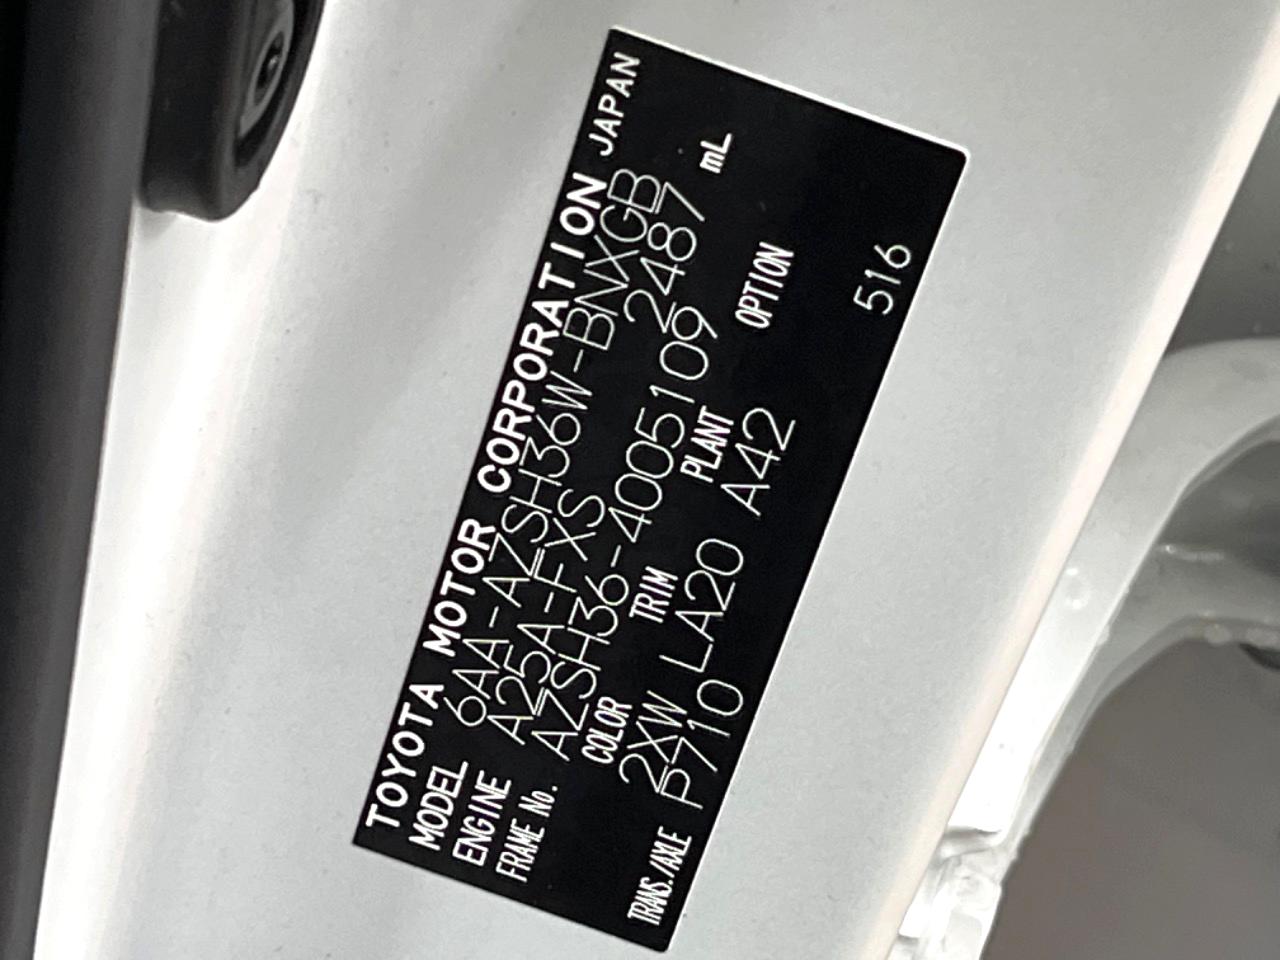 TOYOTA MOTOR CORPORATION JAPAN
MODEL 6AA-AZSH36W-BNXGB
ENGINE A25A-FXS 2487 mL
FRAME No. AZSH36-4005109
COLOR TRIM PLANT OPTION
2XW LA20 A42
TRANS./AXLE P710 516